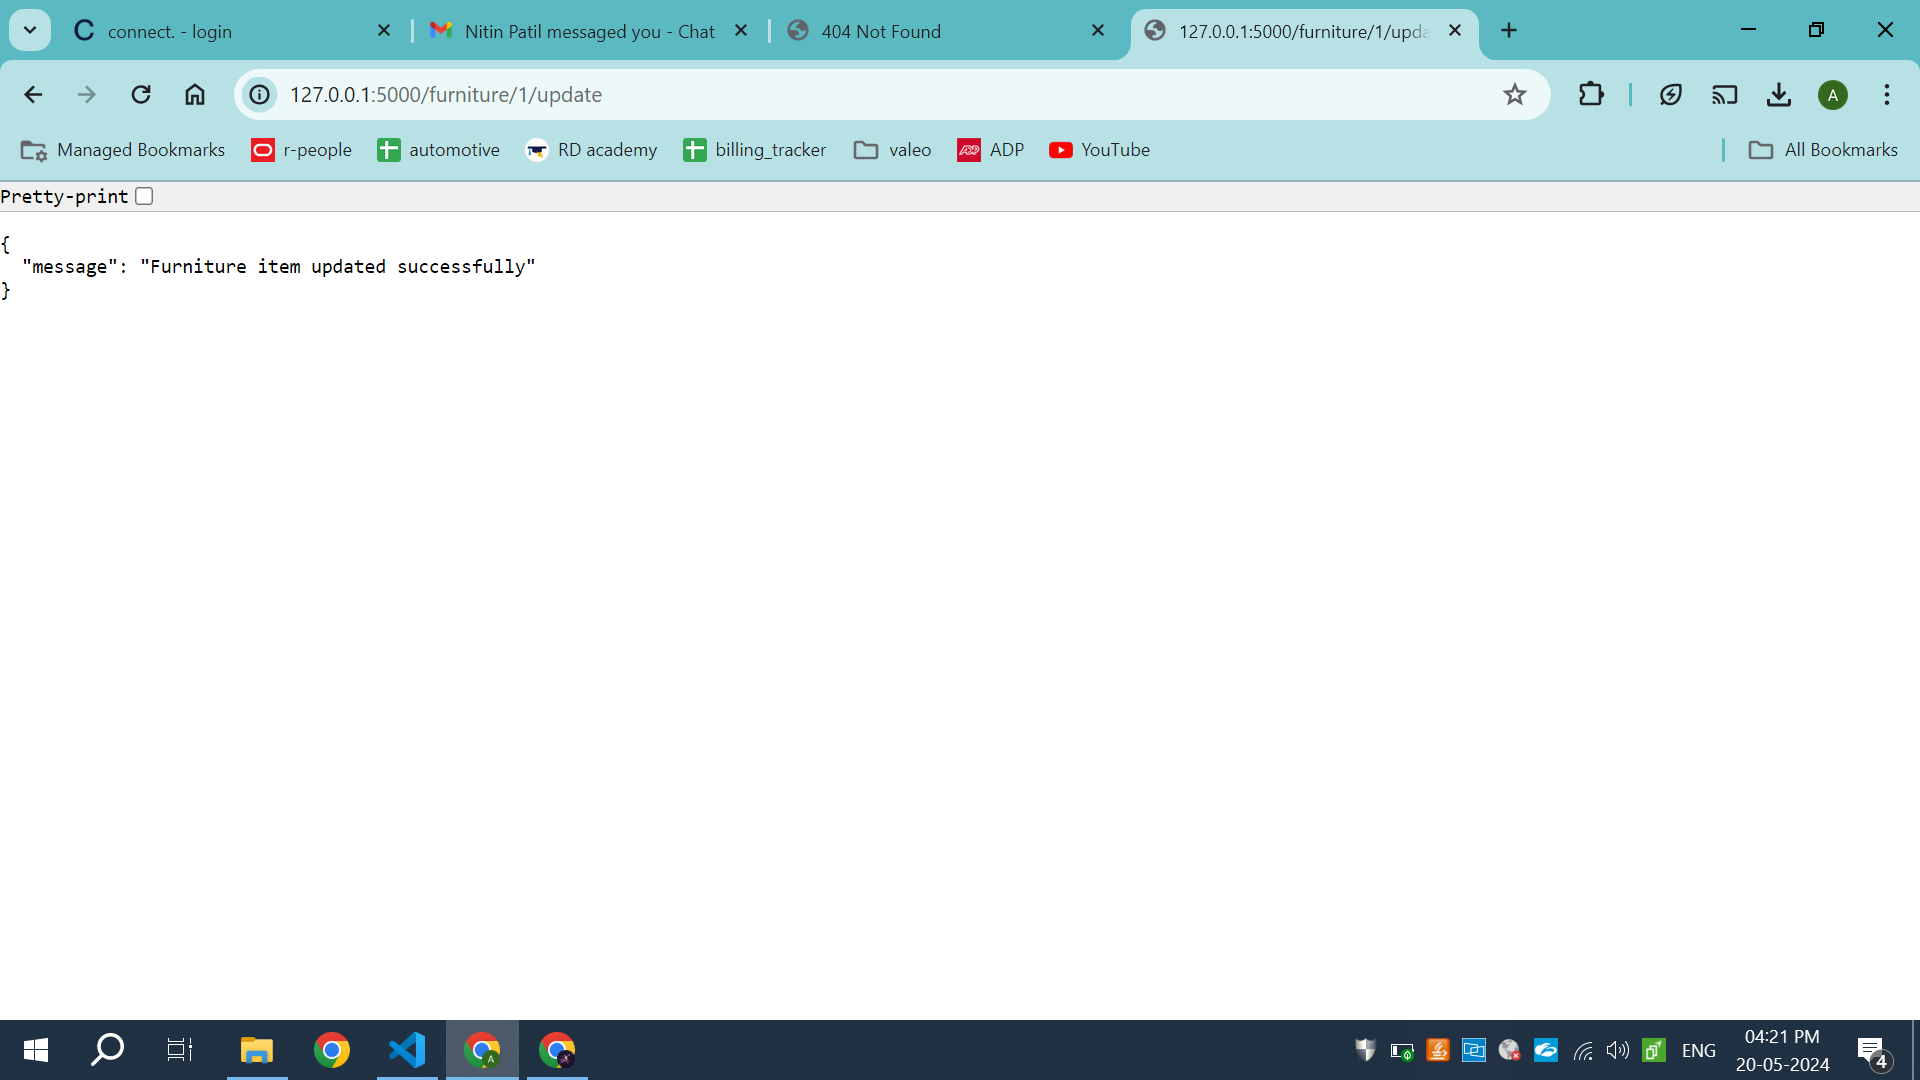 connect. - login
Nitin Patil messaged you - Chat
404 Not Found
127.0.0.1:5000/furniture/1/upda
127.0.0.1:5000/furniture/1/update
A
Managed Bookmarks
r-people
automotive
RD academy
billing_tracker
valeo
ADP
ADP
YouTube
All Bookmarks
Pretty-print
{
"message": "Furniture item updated successfully"
}
A
ENG
04:21 PM
20-05-2024
4